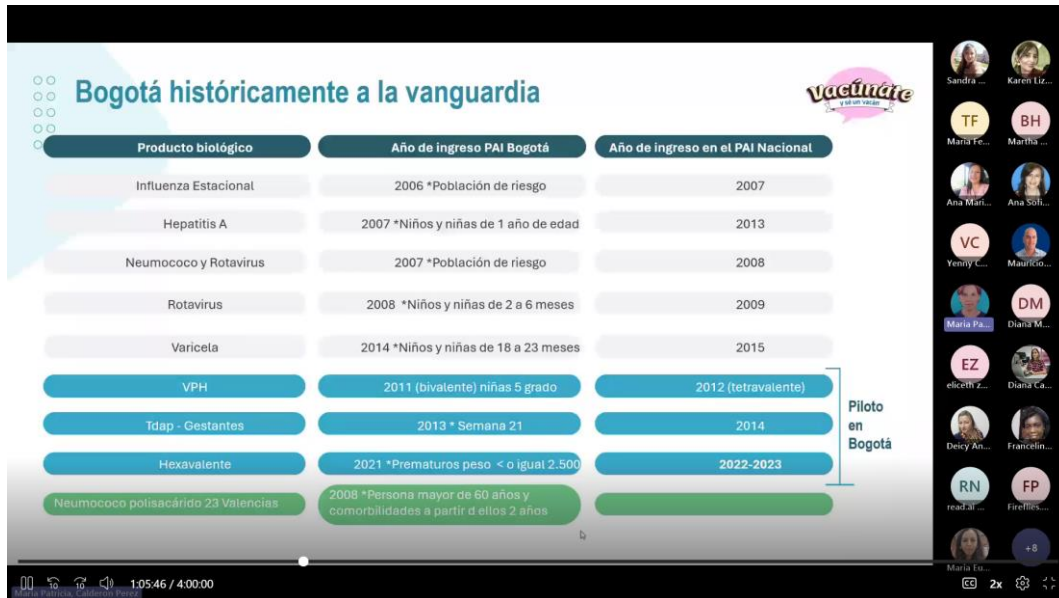 Bogotá históricamente a la vanguardia
vacúnate
y sé un vacán
Producto biológico
Año de ingreso PAI Bogotá
Año de ingreso en el PAI Nacional
Influenza Estacional
2006 *Población de riesgo
2007
Hepatitis A
2007 *Niños y niñas de 1 año de edad
2013
Neumococo y Rotavirus
2007 *Población de riesgo
2008
Rotavirus
2008 *Niños y niñas de 2 a 6 meses
2009
Varicela
2014 *Niños y niñas de 18 a 23 meses
2015
VPH
2011 (bivalente) niñas 5 grado
2012 (tetravalente)
Tdap - Gestantes
2013 * Semana 21
2014
Hexavalente
2021 *Prematuros peso < o igual 2.500
2022-2023
Neumococo polisacárido 23 Valencias
2008 *Persona mayor de 60 años y
comorbilidades a partir d ellos 2 años
Piloto
en
Bogotá
Sandra ...
Karen Liz...
TF
María Fe...
BH
Martha ...
Ana Mari...
Ana Sofi...
VC
Yenny C...
Mauricio...
Maria Pa...
DM
Diana M...
EZ
eliceth z...
Diana Ca...
Deicy An...
Francelin...
RN
read.ai ...
FP
Fireflies....
María Eu...
+8
10
10
1:05:46 / 4:00:00
Maria Patricia, Calderon Perez
CC
2x